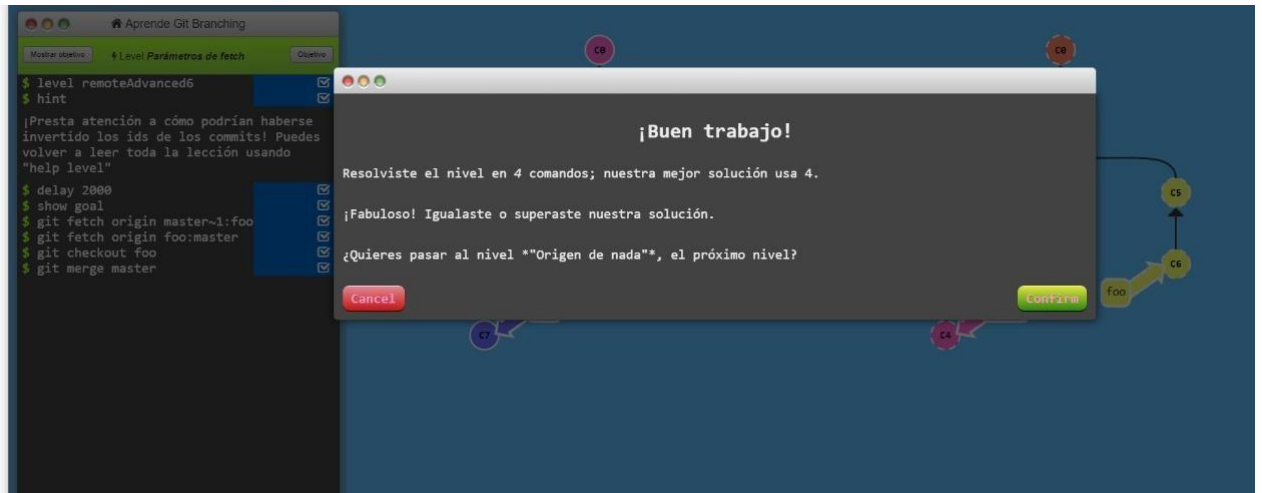 Aprende Git Branching
Mostrar objetivo
Level Parámetros de fetch
Objetivo
$ level remoteAdvanced6
$ hint
¡Presta atención a cómo podrían haberse
invertido los ids de los commits! Puedes
volver a leer toda la lección usando
"help level"
$ delay 2000
$ show goal
$ git fetch origin master~1:foo
$ git fetch origin foo:master
$ git checkout foo
$ git merge master
¡Buen trabajo!
Resolviste el nivel en 4 comandos; nuestra mejor solución usa 4.
¡Fabuloso! Igualaste o superaste nuestra solución.
¿Quieres pasar al nivel *"Origen de nada"*, el próximo nivel?
Cancel
Confirm
C0
C0
C5
C6
foo
C7
C4